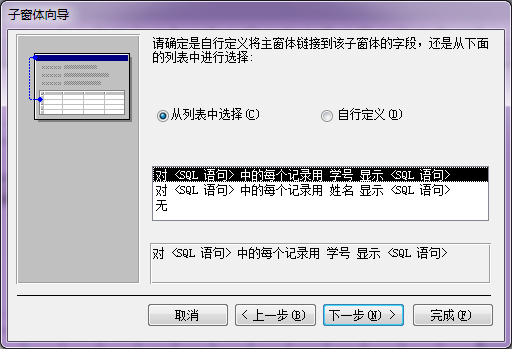 子窗体向导
请确定是自行定义将主窗体链接到该子窗体的字段，还是从下面
的列表中进行选择：
从列表中选择(C) 自行定义(D)
对 <SQL 语句> 中的每个记录用 学号 显示 <SQL 语句>
对 <SQL 语句> 中的每个记录用 姓名 显示 <SQL 语句>
无
对 <SQL 语句> 中的每个记录用 学号 显示 <SQL 语句>
取消 < 上一步(B) 下一步(N) > 完成(F)